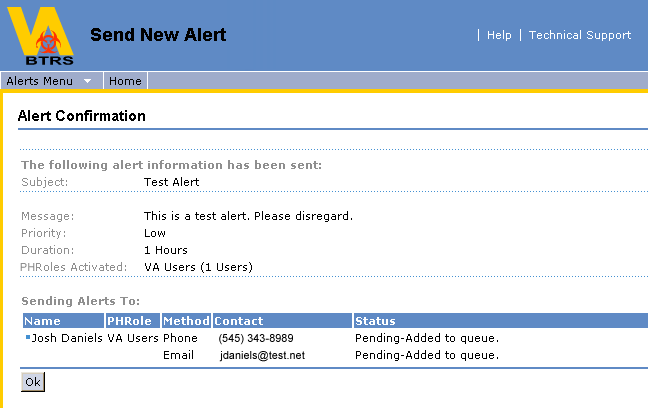 VA
BTRS
Send New Alert
| Help | Technical Support
Alerts Menu Home
Alert Confirmation
The following alert information has been sent:
Subject: Test Alert
Message: This is a test alert. Please disregard.
Priority: Low
Duration: 1 Hours
PHRoles Activated: VA Users (1 Users)
Sending Alerts To:
Name PHRole Method Contact Status
Josh Daniels VA Users Phone (545) 343-8989 Pending-Added to queue.
Email jdaniels@test.net Pending-Added to queue.
Ok